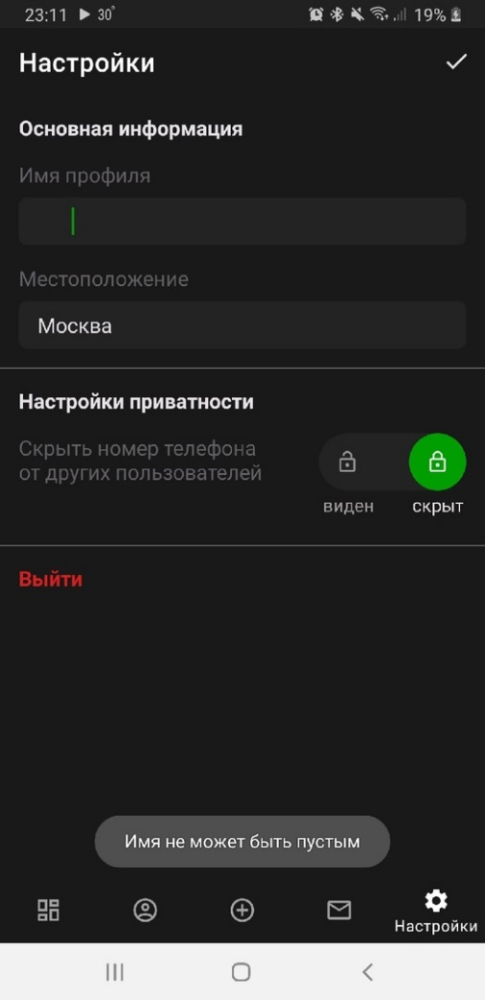 23:11 30° 19%
Настройки
Основная информация
Имя профиля
Местоположение
Москва
Настройки приватности
Скрыть номер телефона
от других пользователей
виден скрыт
Выйти
Имя не может быть пустым
Настройки